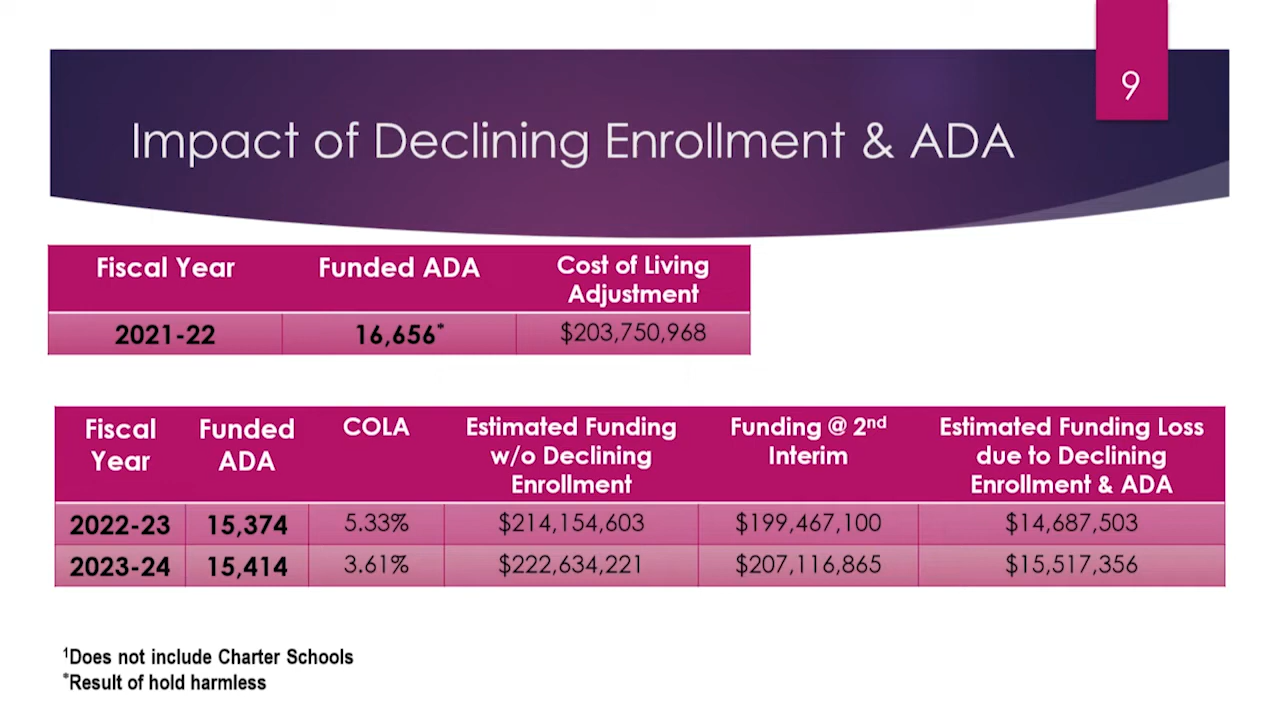 9
Impact of Declining Enrollment & ADA
Fiscal Year Funded ADA Cost of Living
Adjustment
2021-22 16,656* $203,750,968
Fiscal Year Funded ADA COLA Estimated Funding w/o Declining Enrollment Funding @ 2nd Interim Estimated Funding Loss due to Declining Enrollment & ADA
2022-23 15,374 5.33% $214,154,603 $199,467,100 $14,687,503
2023-24 15,414 3.61% $222,634,221 $207,116,865 $15,517,356
1Does not include Charter Schools
*Result of hold harmless